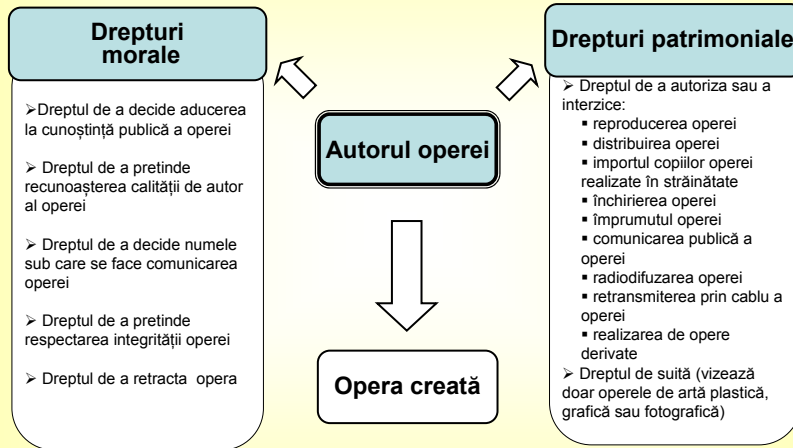 Drepturi
morale
➢Dreptul de a decide aducerea
la cunoștință publică a operei
➢ Dreptul de a pretinde
recunoașterea calității de autor
al operei
➢ Dreptul de a decide numele
sub care se face comunicarea
operei
➢ Dreptul de a pretinde
respectarea integrității operei
➢ Dreptul de a retracta opera
Autorul operei
Opera creată
Drepturi patrimoniale
➢ Dreptul de a autoriza sau a
interzice:
▪ reproducerea operei
▪ distribuirea operei
▪ importul copiilor operei
realizate în străinătate
▪ închirierea operei
▪ împrumutul operei
▪ comunicarea publică a
operei
▪ radiodifuzarea operei
▪ retransmiterea prin cablu a
operei
▪ realizarea de opere
derivate
➢ Dreptul de suită (vizează
doar operele de artă plastică,
grafică sau fotografică)